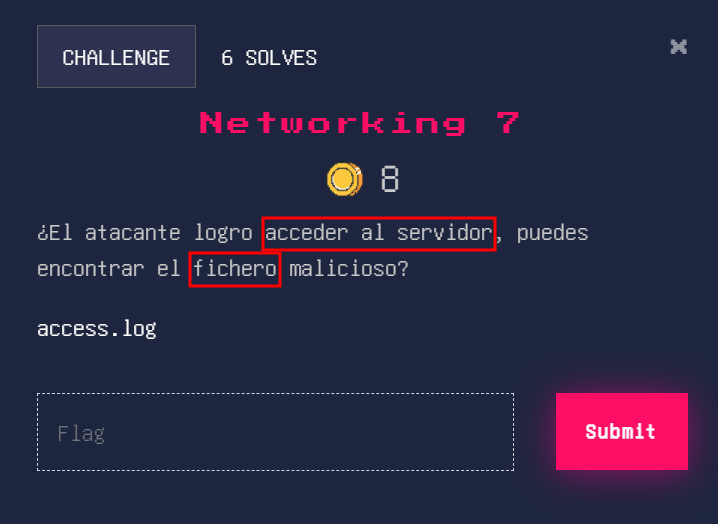 CHALLENGE
6 SOLVES
Networking 7
8
¿El atacante logro acceder al servidor, puedes
encontrar el fichero malicioso?
access.log
Flag
Submit